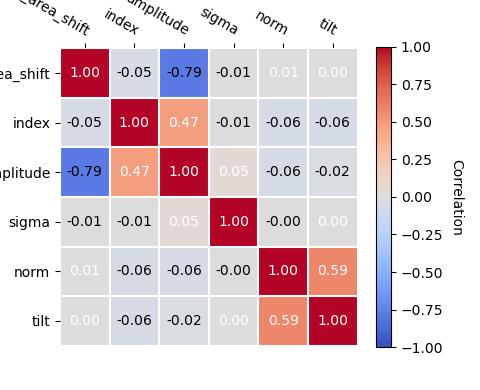 _area_shift
index
amplitude
sigma
norm
tilt
ea_shift 1.00 -0.05 -0.79 -0.01 0.01 0.00
index -0.05 1.00 0.47 -0.01 -0.06 -0.06
nplitude -0.79 0.47 1.00 0.05 -0.06 -0.02
sigma -0.01 -0.01 0.05 1.00 -0.00 0.00
norm 0.01 -0.06 -0.06 -0.00 1.00 0.59
tilt 0.00 -0.06 -0.02 0.00 0.59 1.00
1.00
0.75
0.50
0.25
0.00
−0.25
−0.50
−0.75
−1.00
Correlation